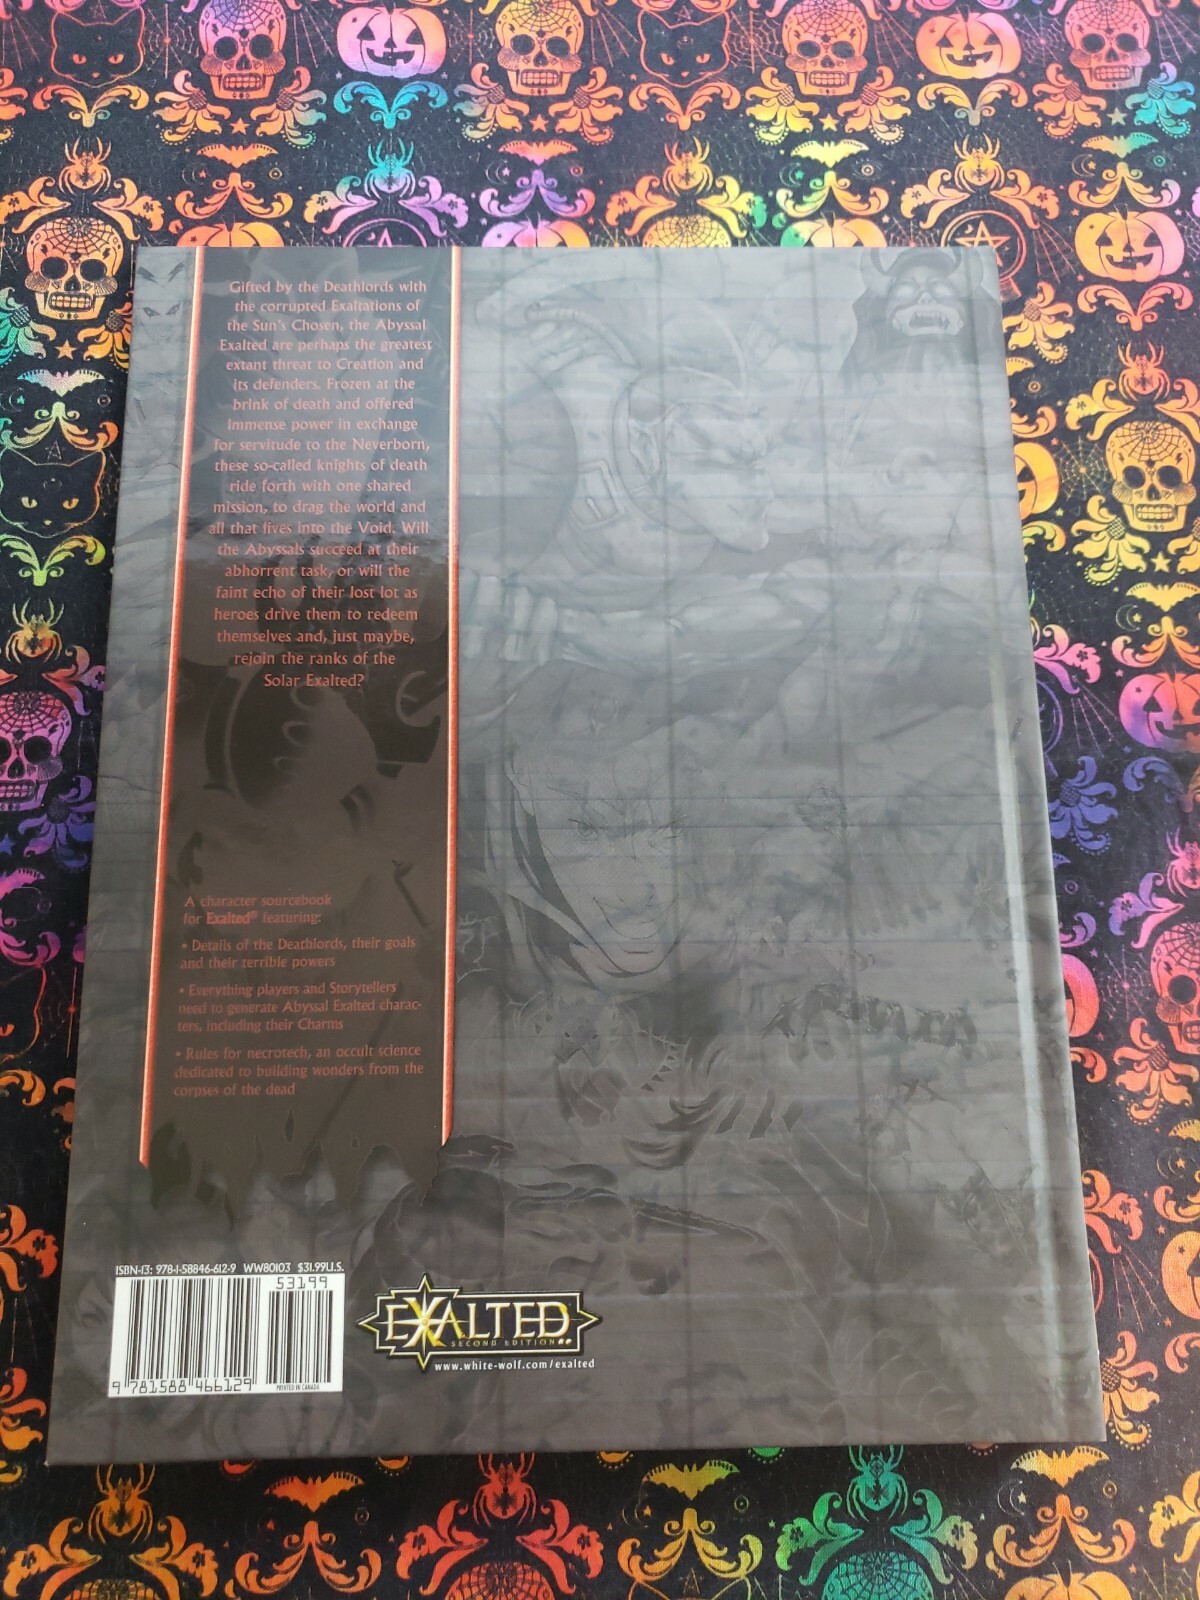 Gifted by the Deathlords with
the corrupted Exaltations of
the Sun's Chosen, the Abyssal
Exalted are perhaps the greatest
extant threat to Creation and
its defenders. Frozen at the
brink of death and offered
immense power in exchange
for servitude to the Neverborn,
these so-called knights of death
ride forth with one shared
mission, to drag the world and
all that lives into the Void. Will
the Abyssals succeed at their
abhorrent task, or will the
faint echo of their lost lot as
heroes drive them to redeem
themselves and, just maybe,
rejoin the ranks of the
Solar Exalted?
A character sourcebook
for Exalted® featuring:
• Details of the Deathlords, their goals
and their terrible powers
• Everything players and Storytellers
need to generate Abyssal Exalted charac-
ters, including their Charms
• Rules for necrotech, an occult science
dedicated to building wonders from the
corpses of the dead
ISBN-13: 978-1-58846-612-9 WW80103 $31.99U.S.
53199
9 781588 466129
PRINTED IN CANADA
EXALTED
SECOND EDITION
www.white-wolf.com/exalted